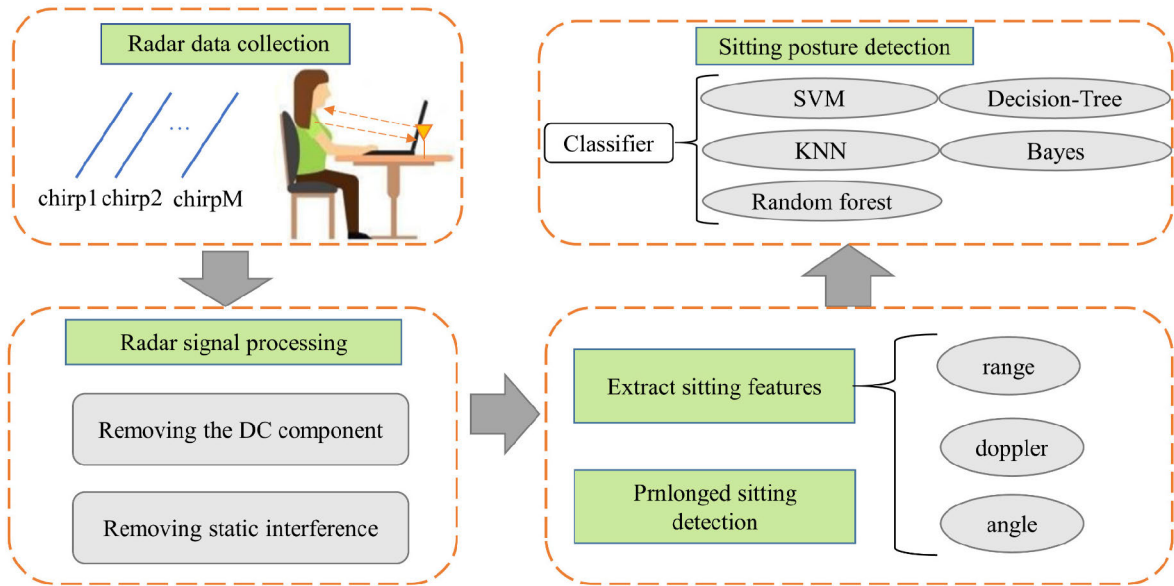 Radar data collection
...
chirp1 chirp2 chirpM
Radar signal processing
Removing the DC component
Removing static interference
Extract sitting features
range
doppler
angle
Prnlonged sitting
detection
Sitting posture detection
Classifier
SVM
Decision-Tree
KNN
Bayes
Random forest